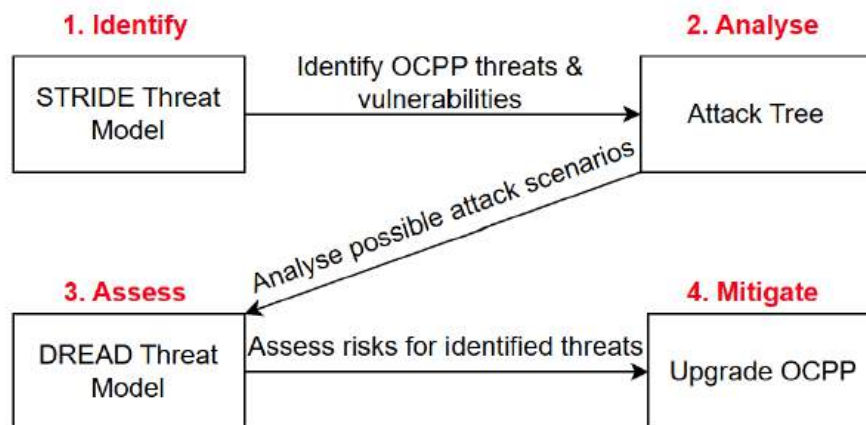 1. Identify
2. Analyse
STRIDE Threat
Model
Identify OCPP threats &
vulnerabilities
Attack Tree
Analyse possible attack scenarios
3. Assess
4. Mitigate
DREAD Threat
Model
Assess risks for identified threats
Upgrade OCPP